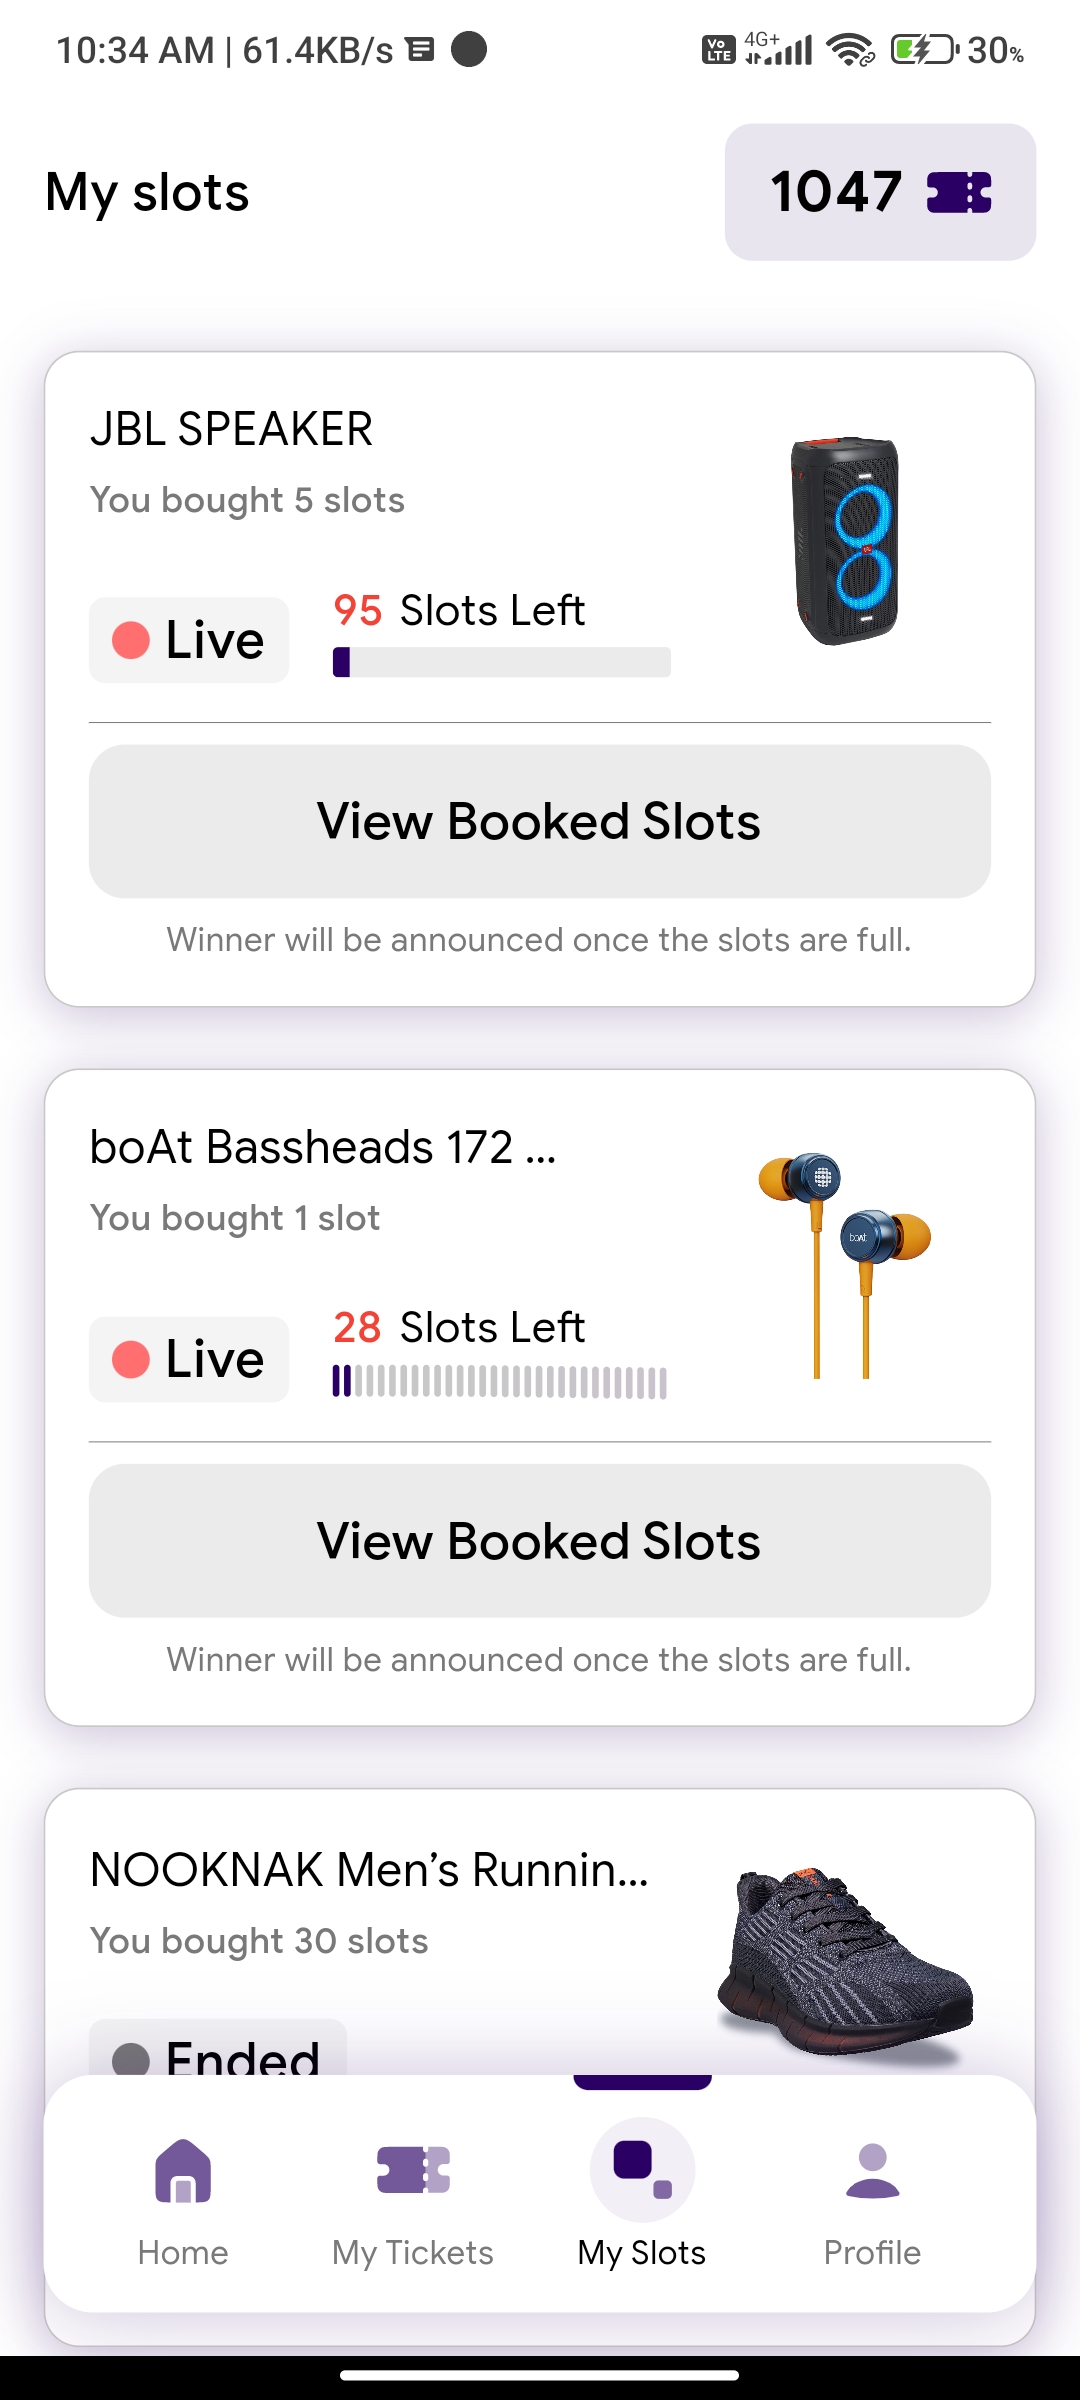 10:34 AM | 61.4KB/s
Vo LTE 4G+ 30%
My slots
1047
JBL SPEAKER
You bought 5 slots
Live
95 Slots Left
View Booked Slots
Winner will be announced once the slots are full.
boAt Bassheads 172 ...
You bought 1 slot
boAt
Live
28 Slots Left
View Booked Slots
Winner will be announced once the slots are full.
NOOKNAK Men’s Runnin...
You bought 30 slots
Ended
Home
My Tickets
My Slots
Profile